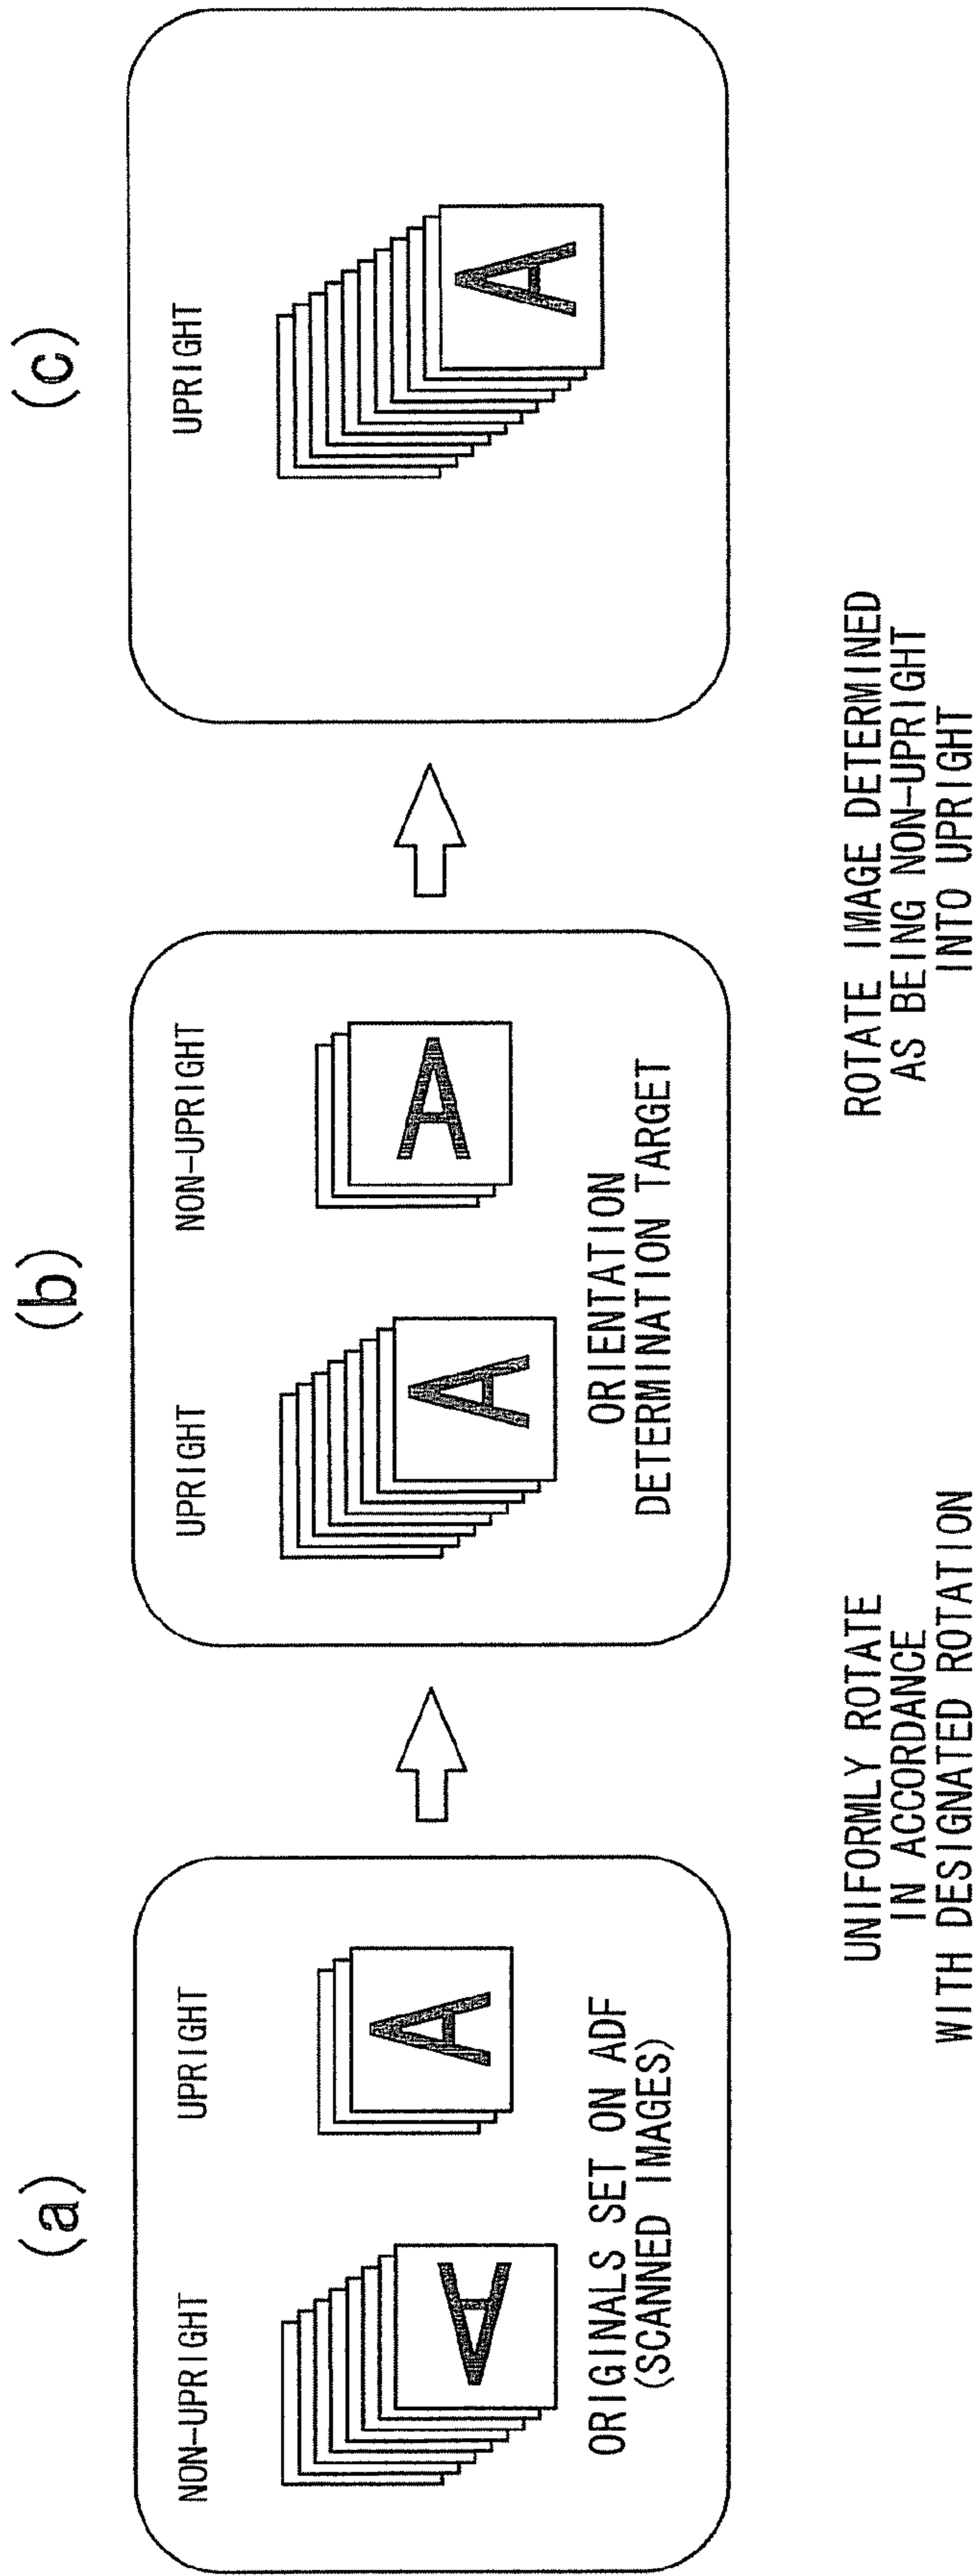 (a)
NON-UPRIGHT
UPRIGHT
A
A
ORIGINALS SET ON ADF
(SCANNED IMAGES)
UNIFORMLY ROTATE
IN ACCORDANCE
WITH DESIGNATED ROTATION
(b)
UPRIGHT
NON-UPRIGHT
A
A
ORIENTATION
DETERMINATION TARGET
ROTATE IMAGE DETERMINED
AS BEING NON-UPRIGHT
INTO UPRIGHT
(c)
UPRIGHT
A